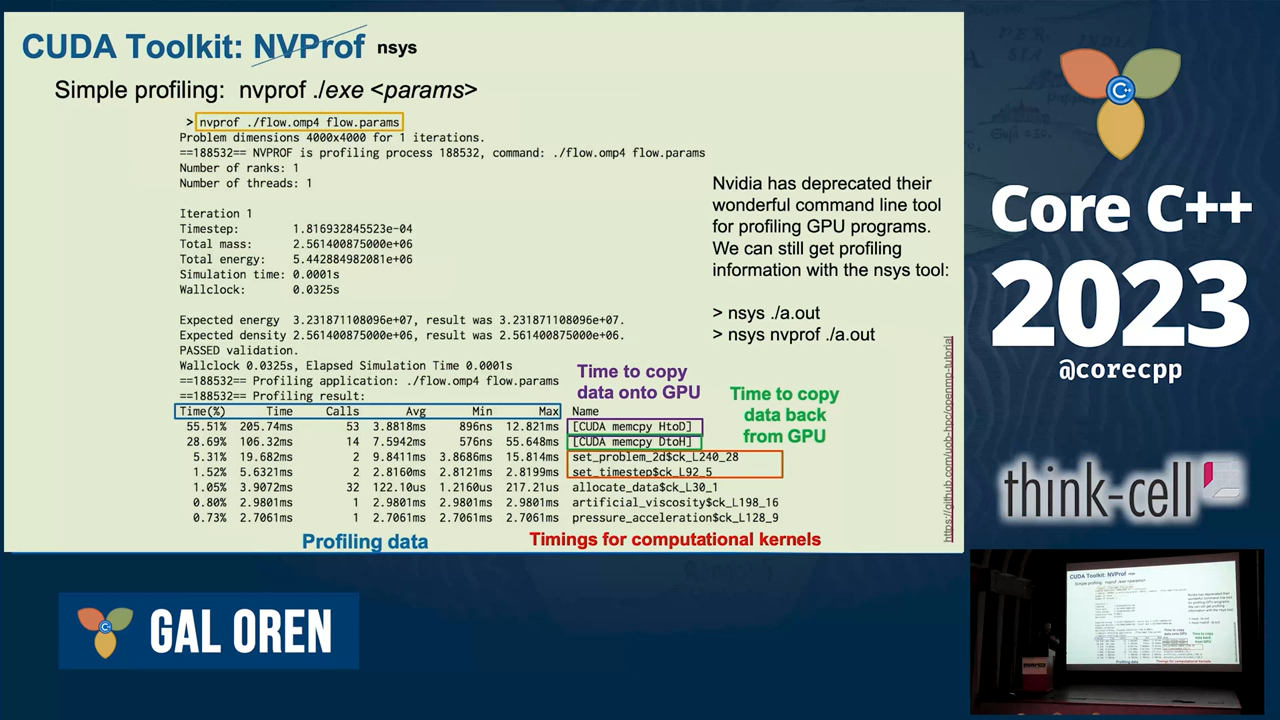 CUDA Toolkit: NVProf nsys
Simple profiling: nvprof ./exe <params>
> nvprof ./flow.omp4 flow.params
Problem dimensions 4000x4000 for 1 iterations.
==188532== NVPROF is profiling process 188532, command: ./flow.omp4 flow.params
Number of ranks: 1
Number of threads: 1
Iteration 1
Timestep: 1.816932845523e-04
Total mass: 2.561400875000e+06
Total energy: 5.442884982081e+06
Simulation time: 0.0001s
Wallclock: 0.0325s
Expected energy 3.231871108096e+07, result was 3.231871108096e+07.
Expected density 2.561400875000e+06, result was 2.561400875000e+06.
PASSED validation.
Wallclock 0.0325s, Elapsed Simulation Time 0.0001s
==188532== Profiling application: ./flow.omp4 flow.params
==188532== Profiling result:
Time(%) Time Calls Avg Min Max Name
55.51% 205.74ms 53 3.8818ms 896ns 12.821ms [CUDA memcpy HtoD]
28.69% 106.32ms 14 7.5942ms 576ns 55.648ms [CUDA memcpy DtoH]
5.31% 19.682ms 2 9.8411ms 3.8686ms 15.814ms set_problem_2d$ck_L240_28
1.52% 5.6321ms 2 2.8160ms 2.8121ms 2.8199ms set_timestep$ck_L92_5
1.05% 3.9072ms 32 122.10us 1.2160us 217.21us allocate_data$ck_L30_1
0.80% 2.9801ms 1 2.9801ms 2.9801ms 2.9801ms artificial_viscosity$ck_L198_16
0.73% 2.7061ms 1 2.7061ms 2.7061ms 2.7061ms pressure_acceleration$ck_L128_9
Profiling data
Timings for computational kernels
Time to copy
data onto GPU
Time to copy
data back
from GPU
Nvidia has deprecated their
wonderful command line tool
for profiling GPU programs.
We can still get profiling
information with the nsys tool:
> nsys ./a.out
> nsys nvprof ./a.out
https://github.com/uob-hpc/openmp-tutorial
C++
Core C++
2023
@corecpp
think-cell
C++
GAL OREN
CUDA Toolkit: NVProf nsys